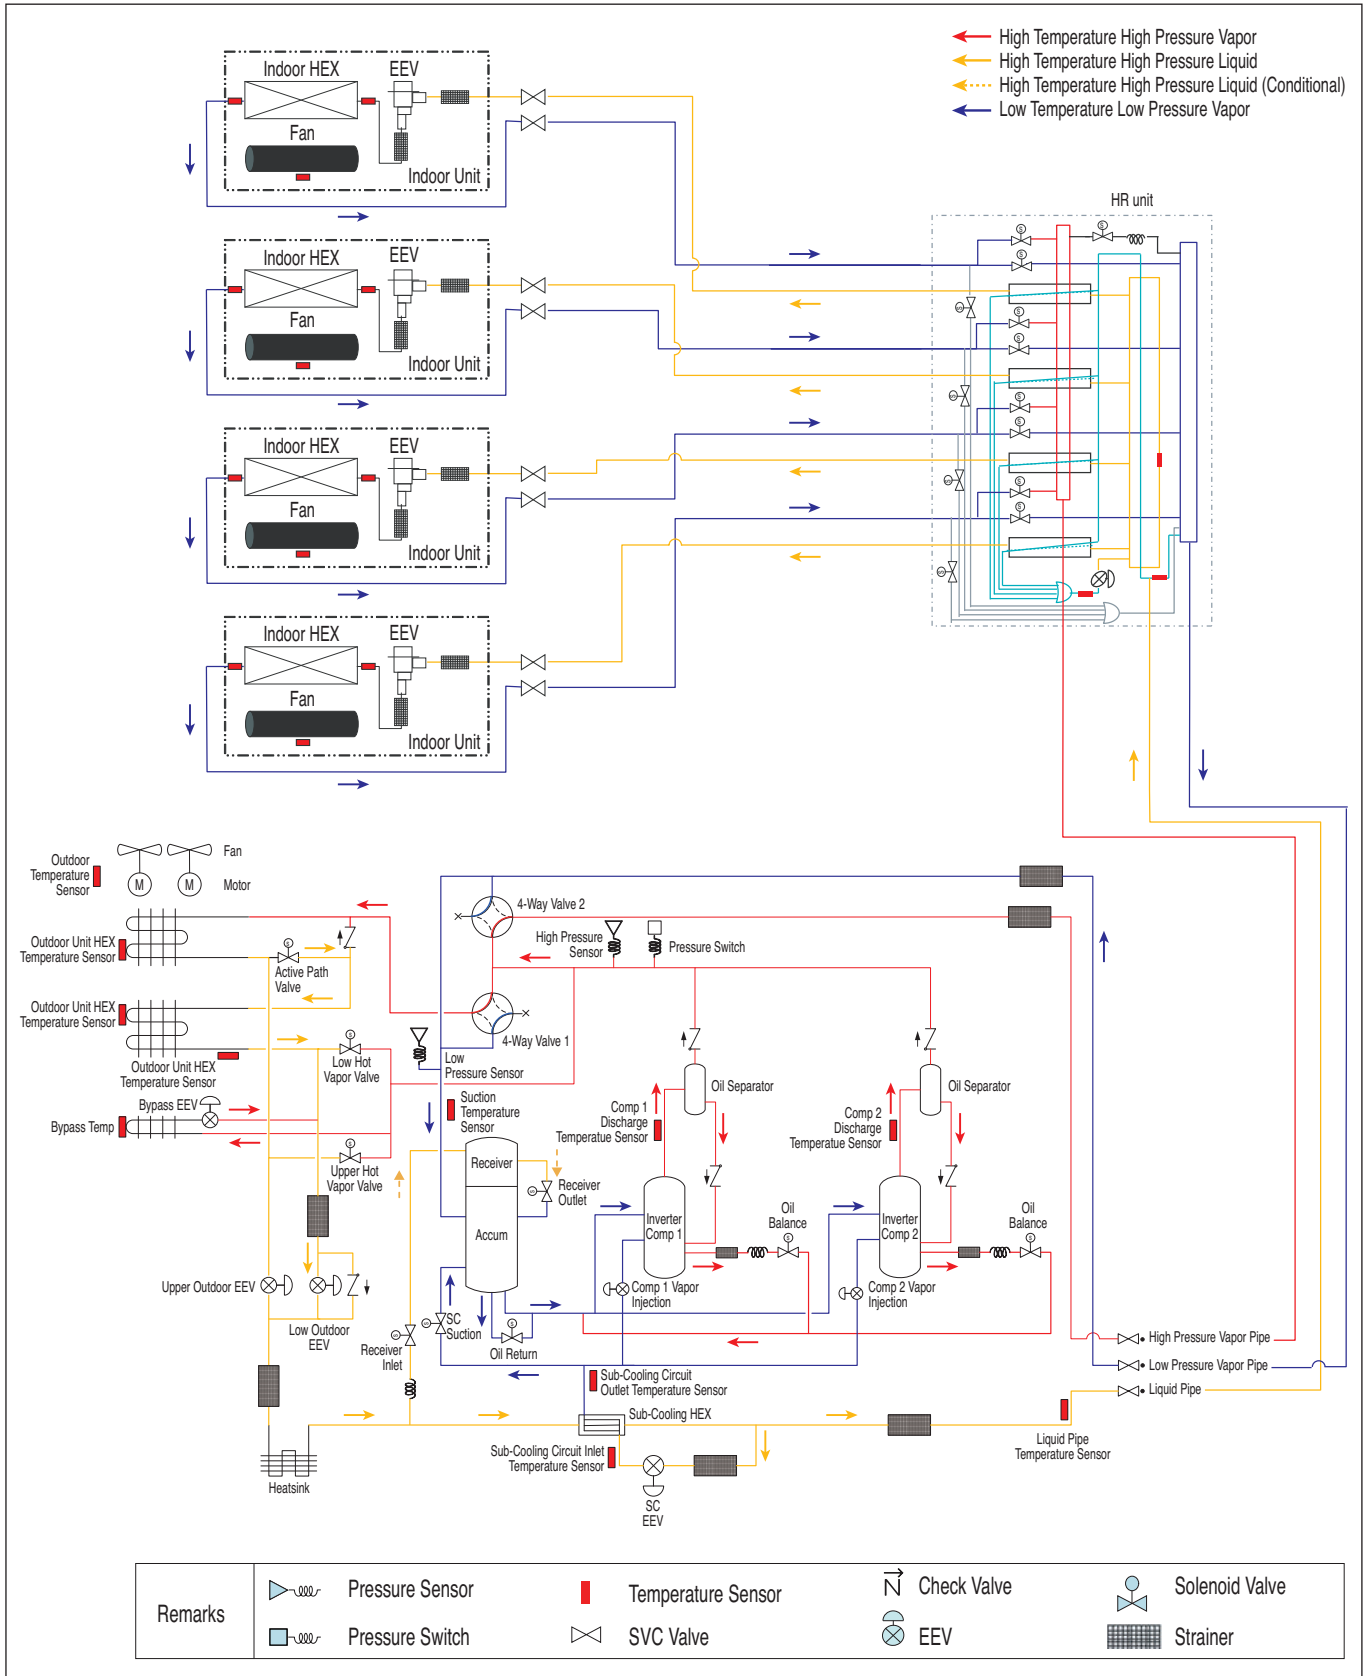 High Temperature High Pressure Vapor
High Temperature High Pressure Liquid
High Temperature High Pressure Liquid (Conditional)
Low Temperature Low Pressure Vapor
Indoor HEX
EEV
Fan
Indoor Unit
HR unit
Indoor HEX
EEV
Fan
Indoor Unit
Indoor HEX
EEV
Fan
Indoor Unit
Indoor HEX
EEV
Fan
Indoor Unit
Outdoor
Temperature
Sensor
Fan
M
M
Motor
4-Way Valve 2
High Pressure
Sensor
Pressure Switch
Outdoor Unit HEX
Temperature Sensor
Active Path
Valve
Outdoor Unit HEX
Temperature Sensor
4-Way Valve 1
Low
Pressure Sensor
Outdoor Unit HEX
Temperature Sensor
Low Hot
Vapor Valve
Bypass EEV
Bypass Temp
Suction
Temperature
Sensor
Oil Separator
Comp 1
Discharge
Temperatue Sensor
Oil Separator
Comp 2
Discharge
Temperatue Sensor
Upper Hot
Vapor Valve
Receiver
Receiver
Outlet
Accum
Inverter
Comp 1
Oil
Balance
Inverter
Comp 2
Oil
Balance
Upper Outdoor EEV
Low Outdoor
EEV
Comp 1 Vapor
Injection
Comp 2 Vapor
Injection
SC
Suction
Oil Return
Receiver
Inlet
High Pressure Vapor Pipe
Low Pressure Vapor Pipe
Liquid Pipe
Sub-Cooling Circuit
Outlet Temperature Sensor
Sub-Cooling HEX
Sub-Cooling Circuit Inlet
Temperature Sensor
SC
EEV
Liquid Pipe
Temperature Sensor
Heatsink
Remarks
Pressure Sensor
Temperature Sensor
Check Valve
Solenoid Valve
Pressure Switch
SVC Valve
EEV
Strainer